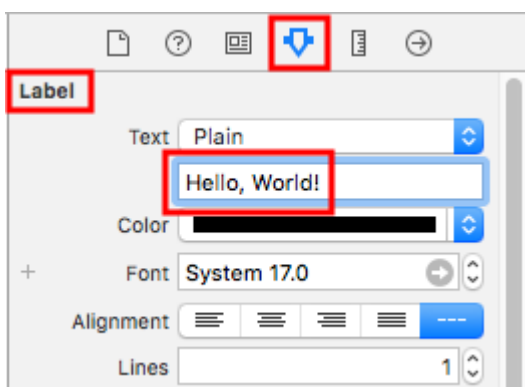 Label
Text Plain
Hello, World!
Color
+ Font System 17.0
Alignment ---
Lines 1